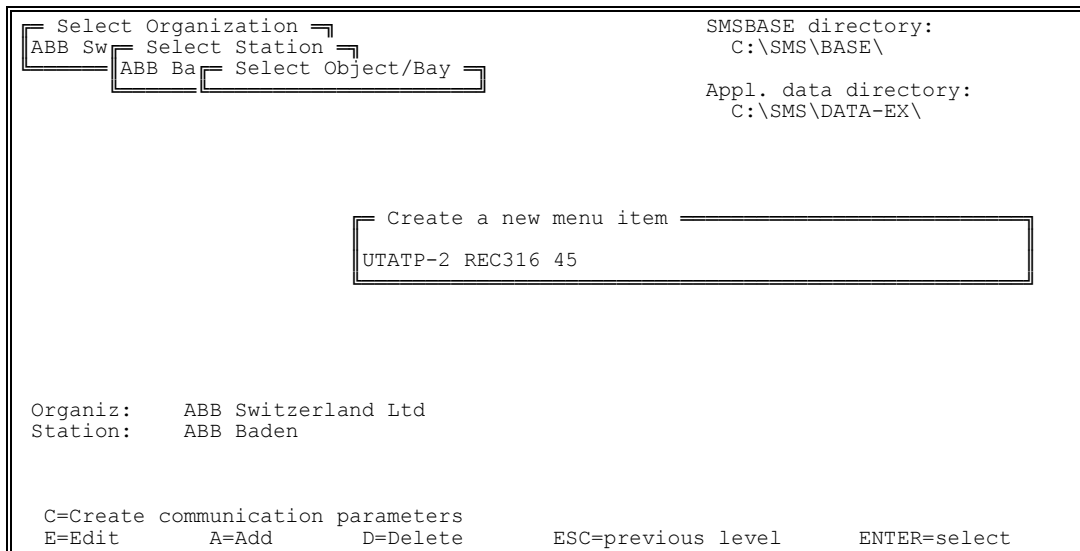 Select Organization
SMSBASE directory:
ABB Sw
Select Station
C:\SMS\BASE\
ABB Ba
Select Object/Bay
Appl. data directory:
C:\SMS\DATA-EX\
Create a new menu item
UTATP-2 REC316 45
Organiz: ABB Switzerland Ltd
Station: ABB Baden
C=Create communication parameters
E=Edit A=Add D=Delete ESC=previous level ENTER=select